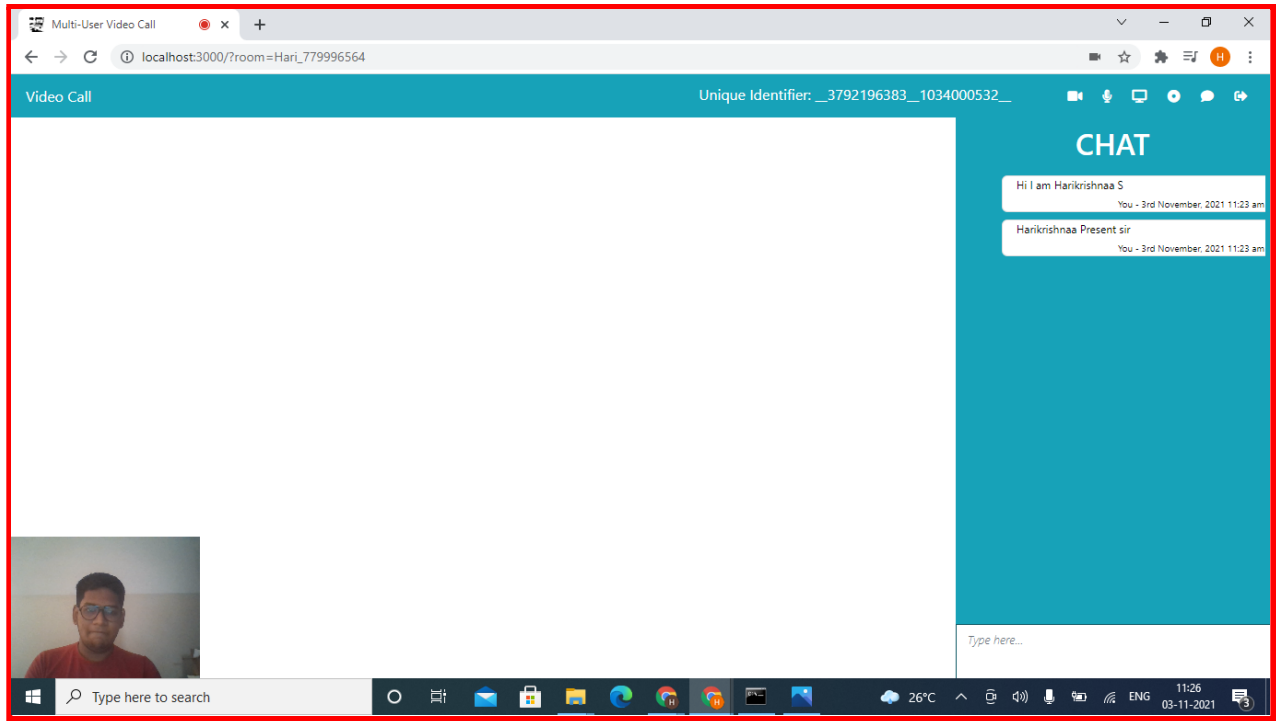 Multi-User Video Call
localhost:3000/?room=Hari_779996564
H
Video Call
Unique Identifier: __3792196383__1034000532__
CHAT
Hi I am Harikrishnaa S
You - 3rd November, 2021 11:23 am
Harikrishnaa Present sir
You - 3rd November, 2021 11:23 am
Type here...
Type here to search
H
H
26°C
ENG
11:26
03-11-2021
3